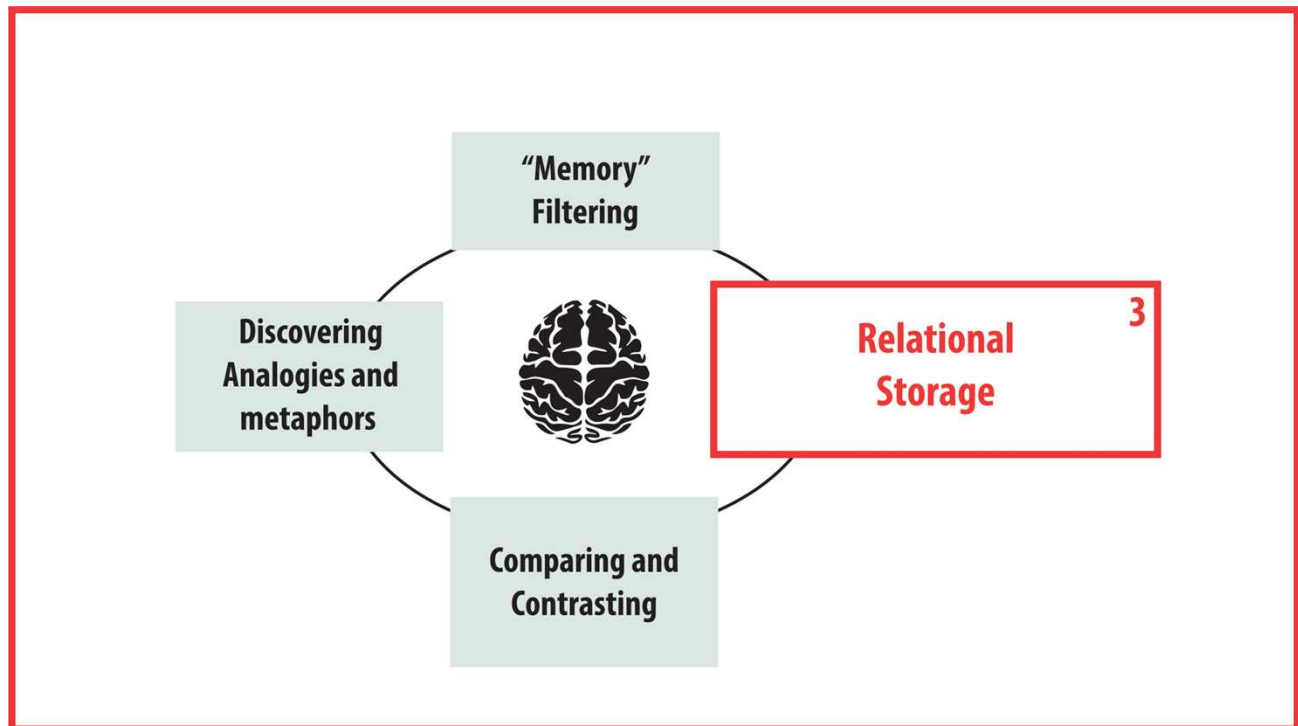 “Memory”
Filtering
3
Relational
Storage
Discovering
Analogies and
metaphors
Comparing and
Contrasting